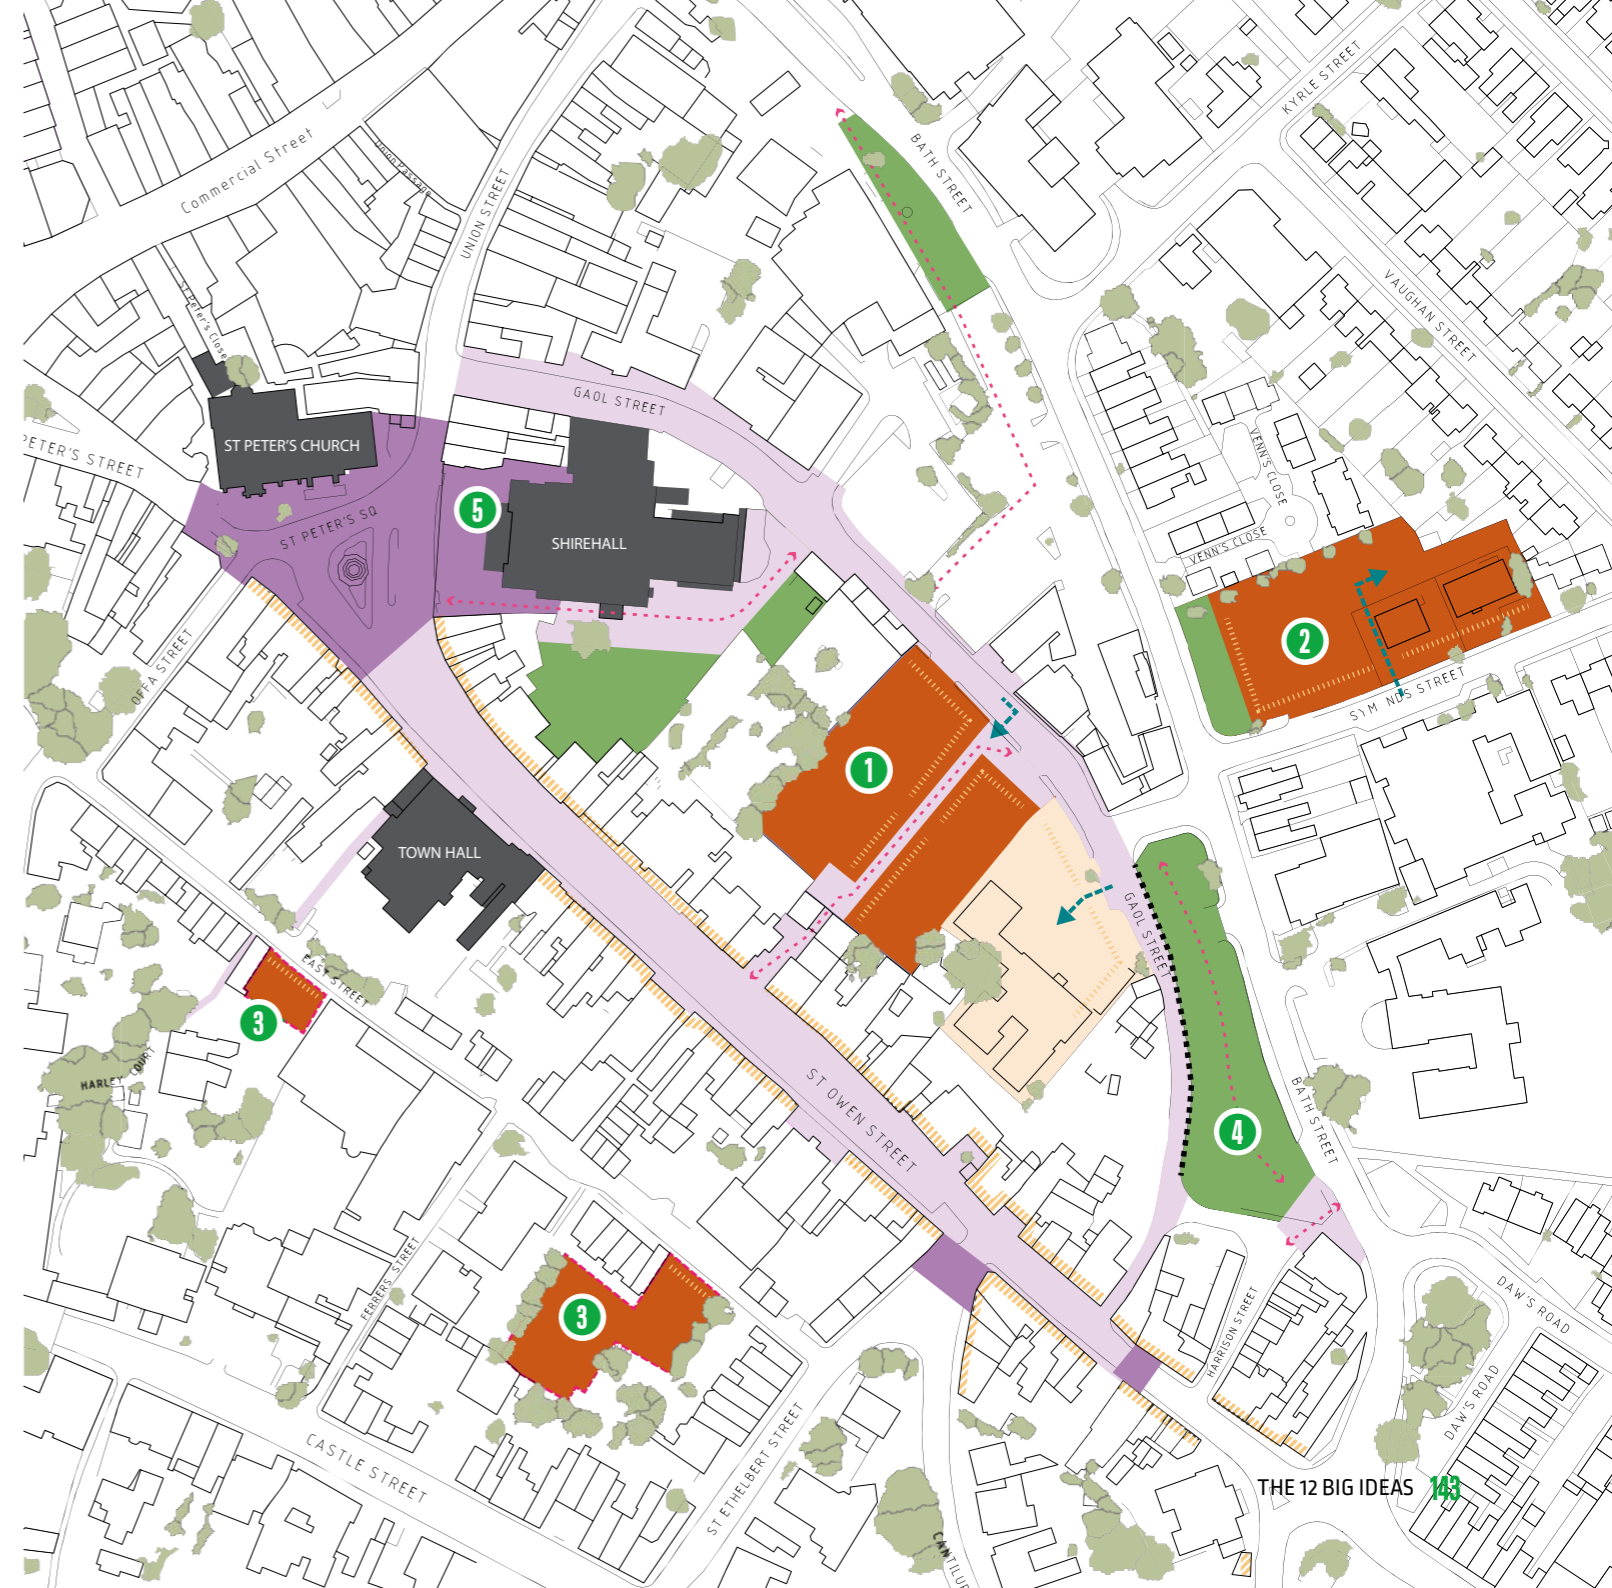 KYRLE STREET
Commercial Street
Union Passage
BATH STREET
UNION STREET
St Peter's Close
VAUGHAN STREET
GAOL STREET
PETER'S STREET
ST PETER'S CHURCH
VENN'S CLOSE
5
ST PETER'S SQ
SHIREHALL
VENN'S CLOSE
2
OFFA STREET
SYM NDS STREET
1
TOWN HALL
GAOL STREET
EAST STREET
3
HARLEY COURT
ST OWEN STREET
4
BATH STREET
FERRERS STREET
3
HARRISON STREET
DAW'S ROAD
DAW'S ROAD
CASTLE STREET
ST ETHELBERT STREET
THE 12 BIG IDEAS 143
CANTILUP